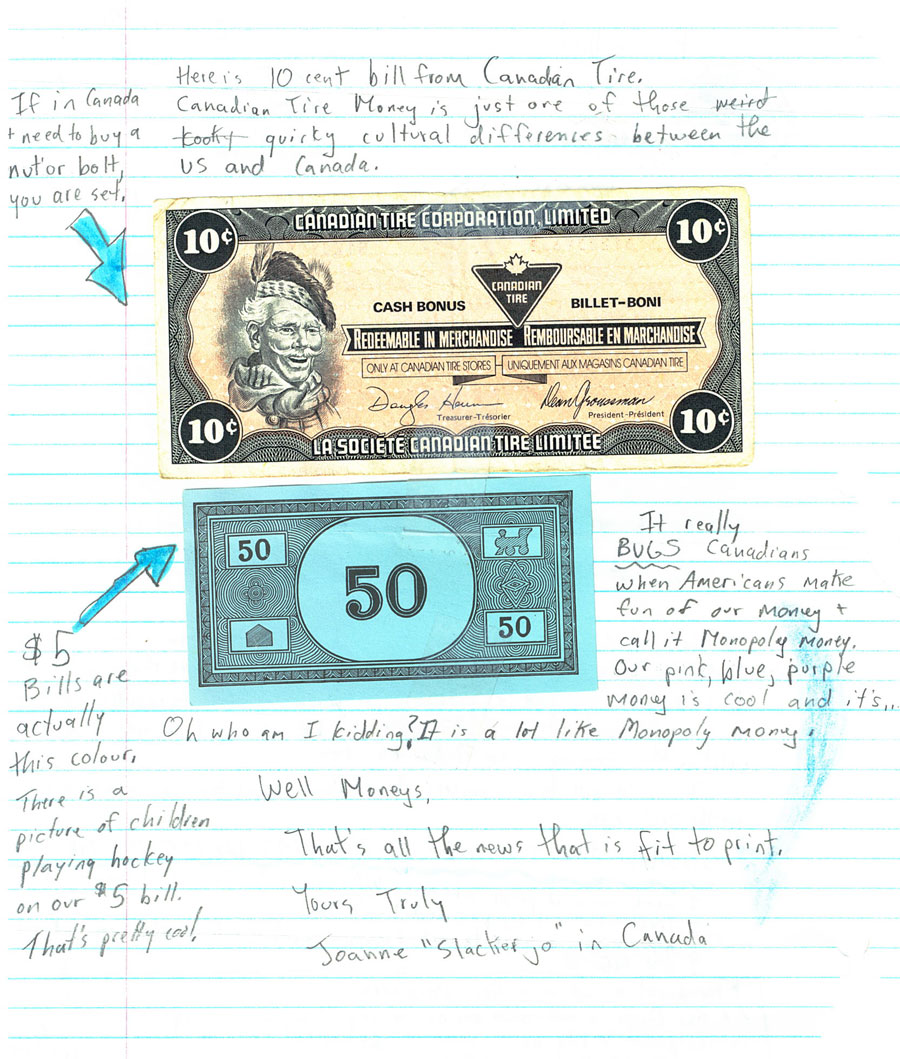 Here is 10 cent bill from Canadian Tire.
Canadian Tire Money is just one of those weird
kooky quirky cultural differences between the
US and Canada.
If in Canada
+ need to buy a
nut or bolt,
you are set.
CANADIAN TIRE CORPORATION, LIMITED
10¢
10¢
CANADIAN
TIRE
CASH BONUS
BILLET-BONI
REDEEMABLE IN MERCHANDISE REMBOURSABLE EN MARCHANDISE
ONLY AT CANADIAN TIRE STORES
UNIQUEMENT AUX MAGASINS CANADIAN TIRE
Treasurer-Trésorier
President-Président
10¢
10¢
LA SOCIETE CANADIAN TIRE LIMITEE
50
50
50
It really
BUGS Canadians
when Americans make
fun of our money +
call it Monopoly money.
Our pink, blue, purple
money is cool and it's...
Oh who am I kidding? It is a lot like Monopoly money.
$5
Bills are
actually
this colour.
There is a
picture of children
playing hockey
on our $5 bill.
That's pretty cool.
Well Moneys,
That's all the news that is fit to print.
Yours Truly
Joanne "Slackerjo" in Canada